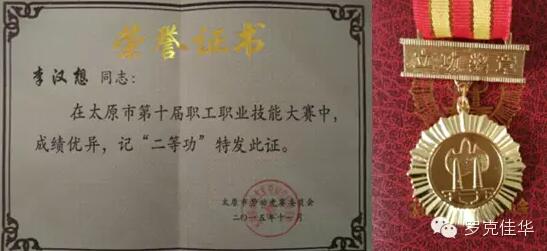 荣誉证书
李汉想 同志:
在太原市第十届职工职业技能大赛中，
成绩优异，记“二等功”特发此证。
太原市劳动竞赛委员会
二〇一五年十一月
立功奖章
罗克佳华